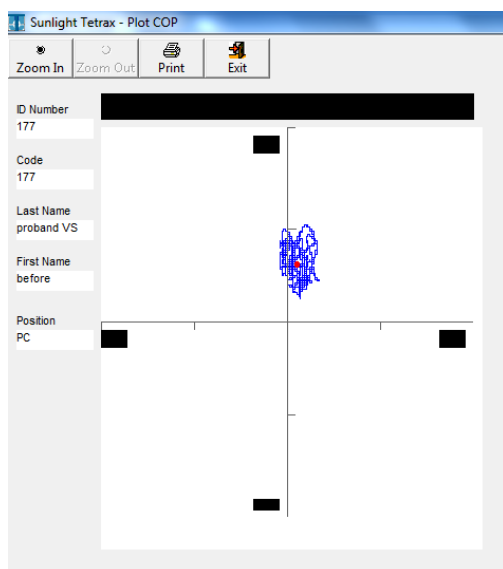 Sunlight Tetrax - Plot COP
Zoom In Zoom Out Print Exit
ID Number
177
Code
177
Last Name
proband VS
First Name
before
Position
PC